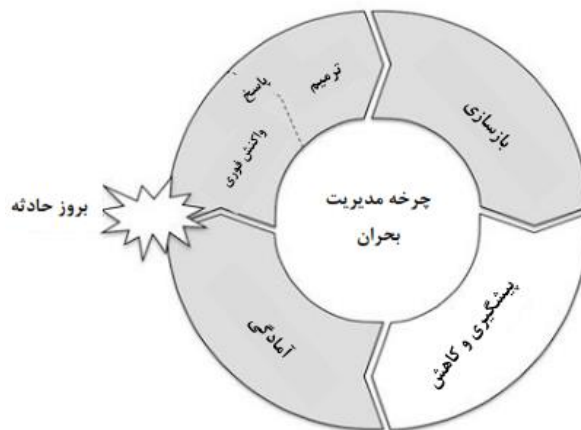 پاسخ
ترمیم
واکنش فوری
بازسازی
بروز حادثه
چرخه مدیریت
بحران
آمادگی
پیشگیری و کاهش